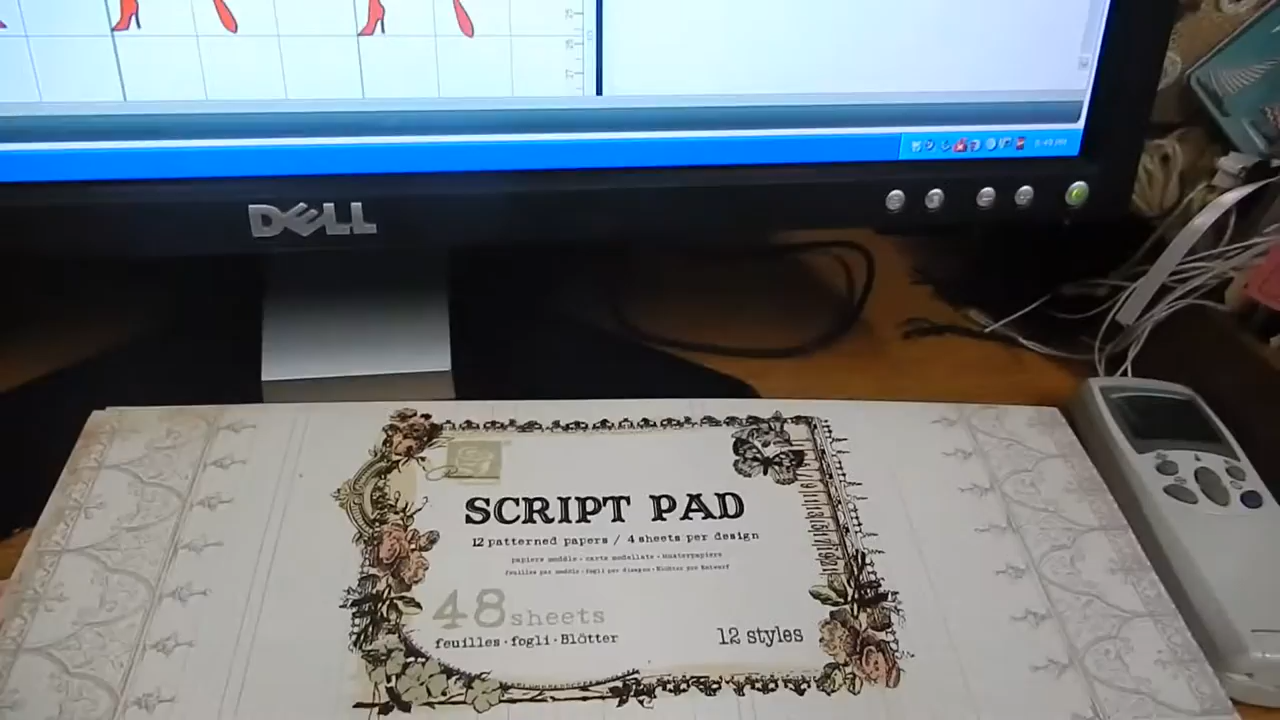 DELL
SCRIPT PAD
12 patterned papers / 4 sheets per design
48 sheets
feuilles · fogli · Blötter
12 styles